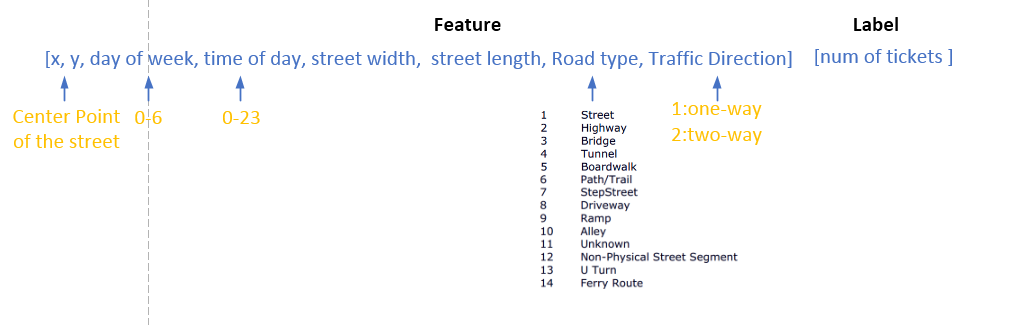 Feature Label
[x, y, day of week, time of day, street width, street length, Road type, Traffic Direction] [num of tickets ]
Center Point
of the street
0-6
0-23
1 Street
2 Highway
3 Bridge
4 Tunnel
5 Boardwalk
6 Path/Trail
7 StepStreet
8 Driveway
9 Ramp
10 Alley
11 Unknown
12 Non-Physical Street Segment
13 U Turn
14 Ferry Route
1:one-way
2:two-way